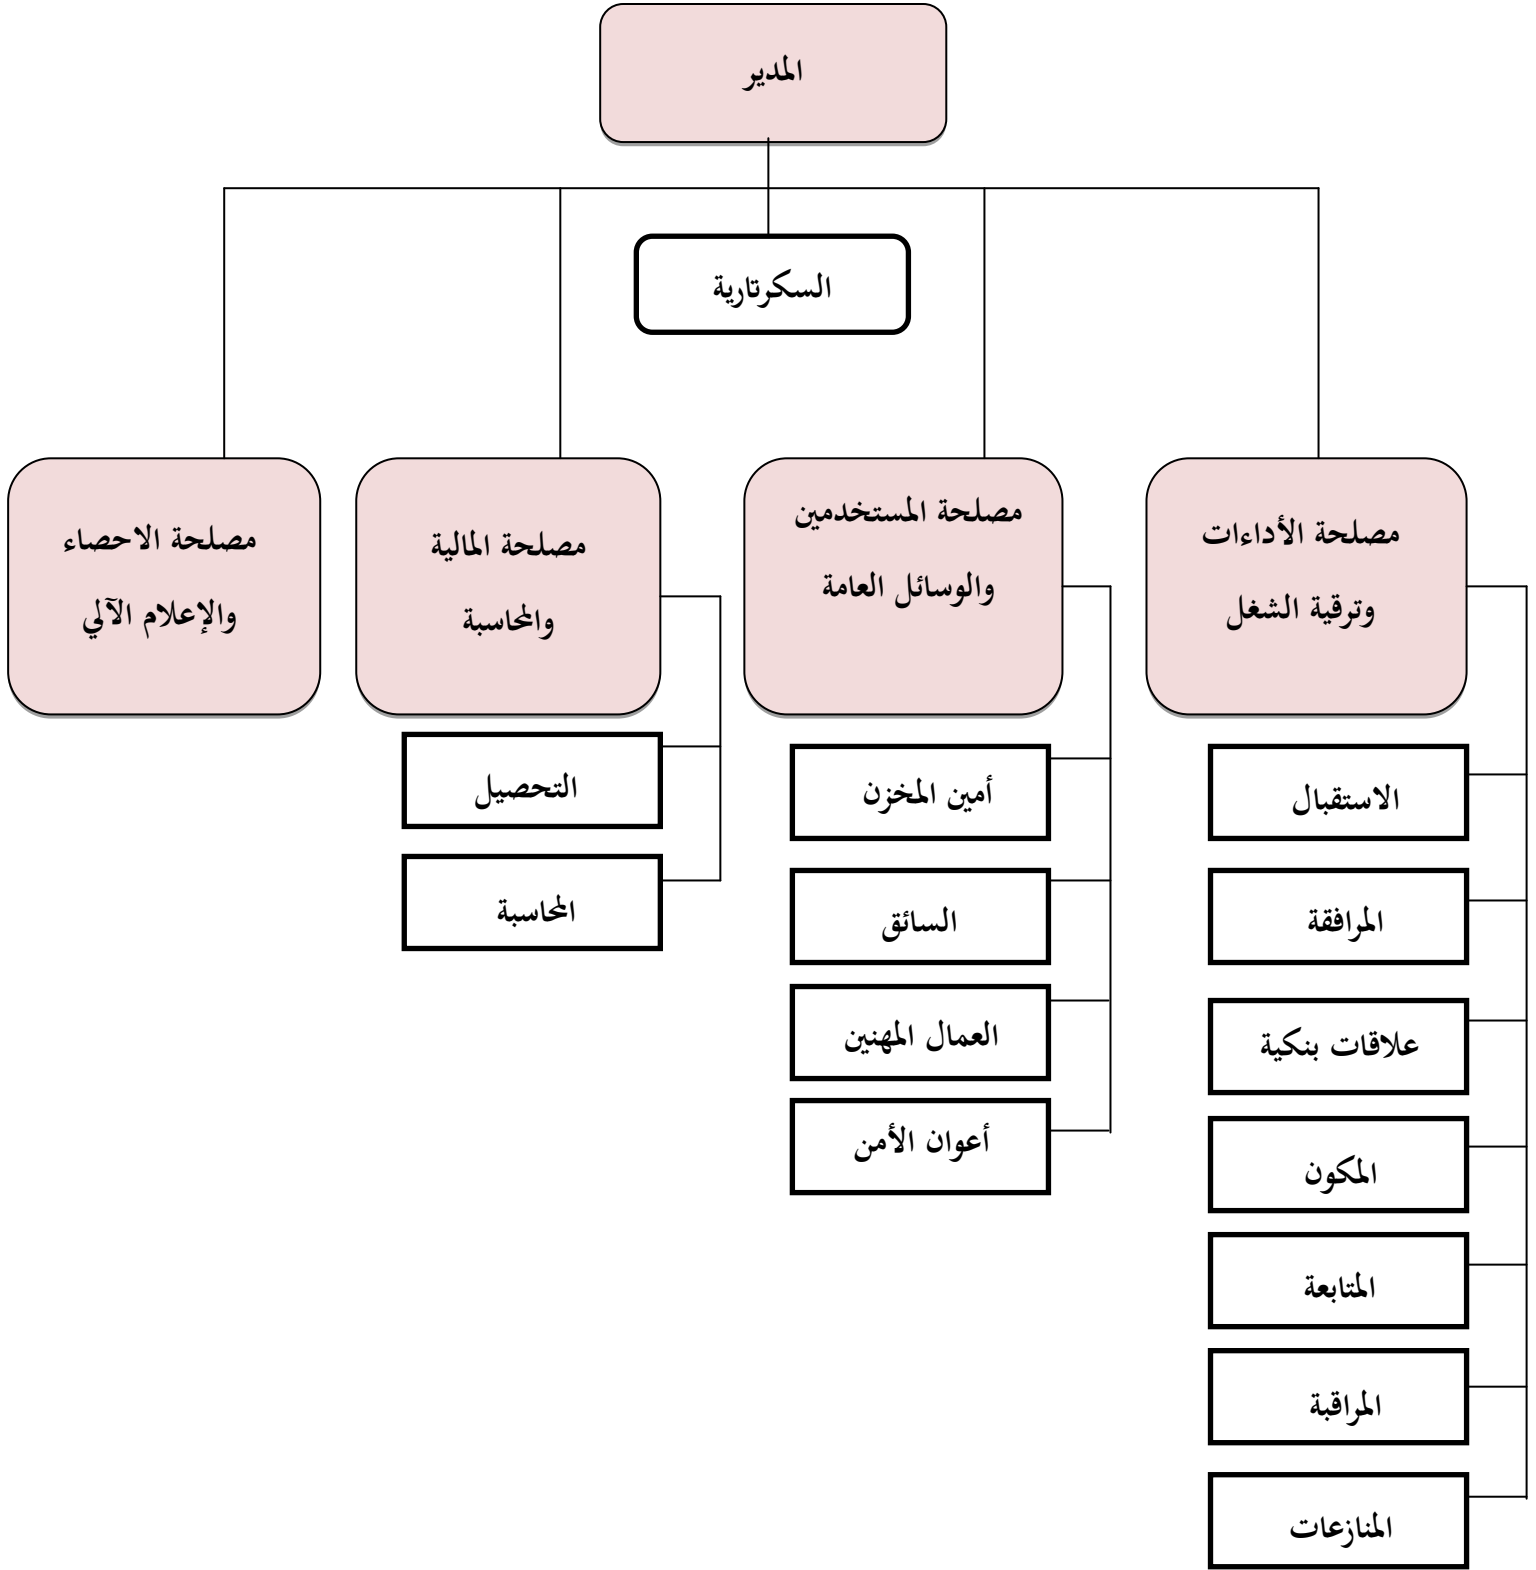 المدير
السكرتارية
مصلحة الأداءات
وترقية الشغل
مصلحة المستخدمين
والوسائل العامة
مصلحة المالية
والمحاسبة
مصلحة الاحصاء
والإعلام الآلي
الاستقبال
المرافقة
علاقات بنكية
المكون
المتابعة
المراقبة
المنازعات
أمين المخزن
السائق
العمال المهنين
أعوان الأمن
التحصيل
المحاسبة